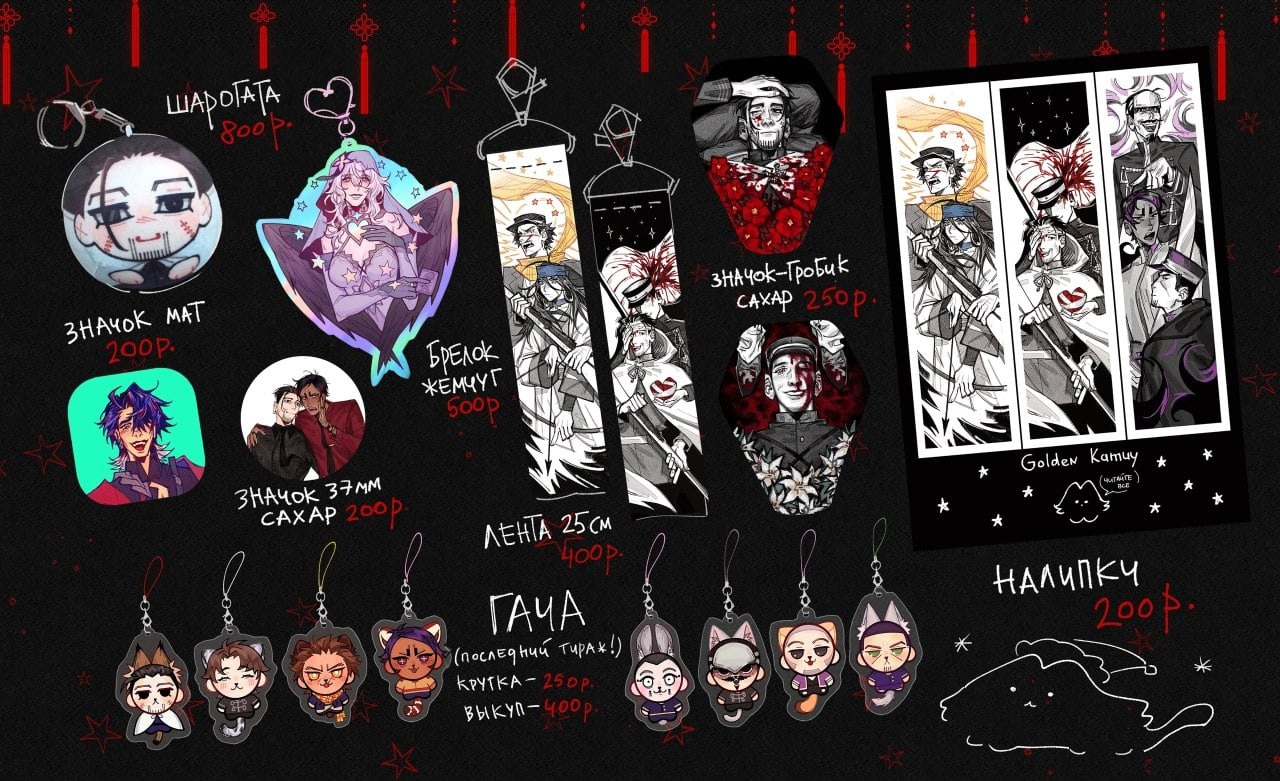 ШАРОТАТА
800р.
ЗНАЧОК МАТ
200р.
БРЕЛОК
ЖЕМЧУГ
500р
ЗНАЧОК 37мм
САХАР 200р.
ЛЕНТА 25см
400р.
ЗНАЧОК-ГРОБИК
САХАР 250р.
Golden Kamuy
ЧИТАЙТЕ
ВСЕ
НАЛИПКИ
200р.
ГАЧА
(последний тираж!)
КРУТКА - 250р.
ВЫКУП - 400р.